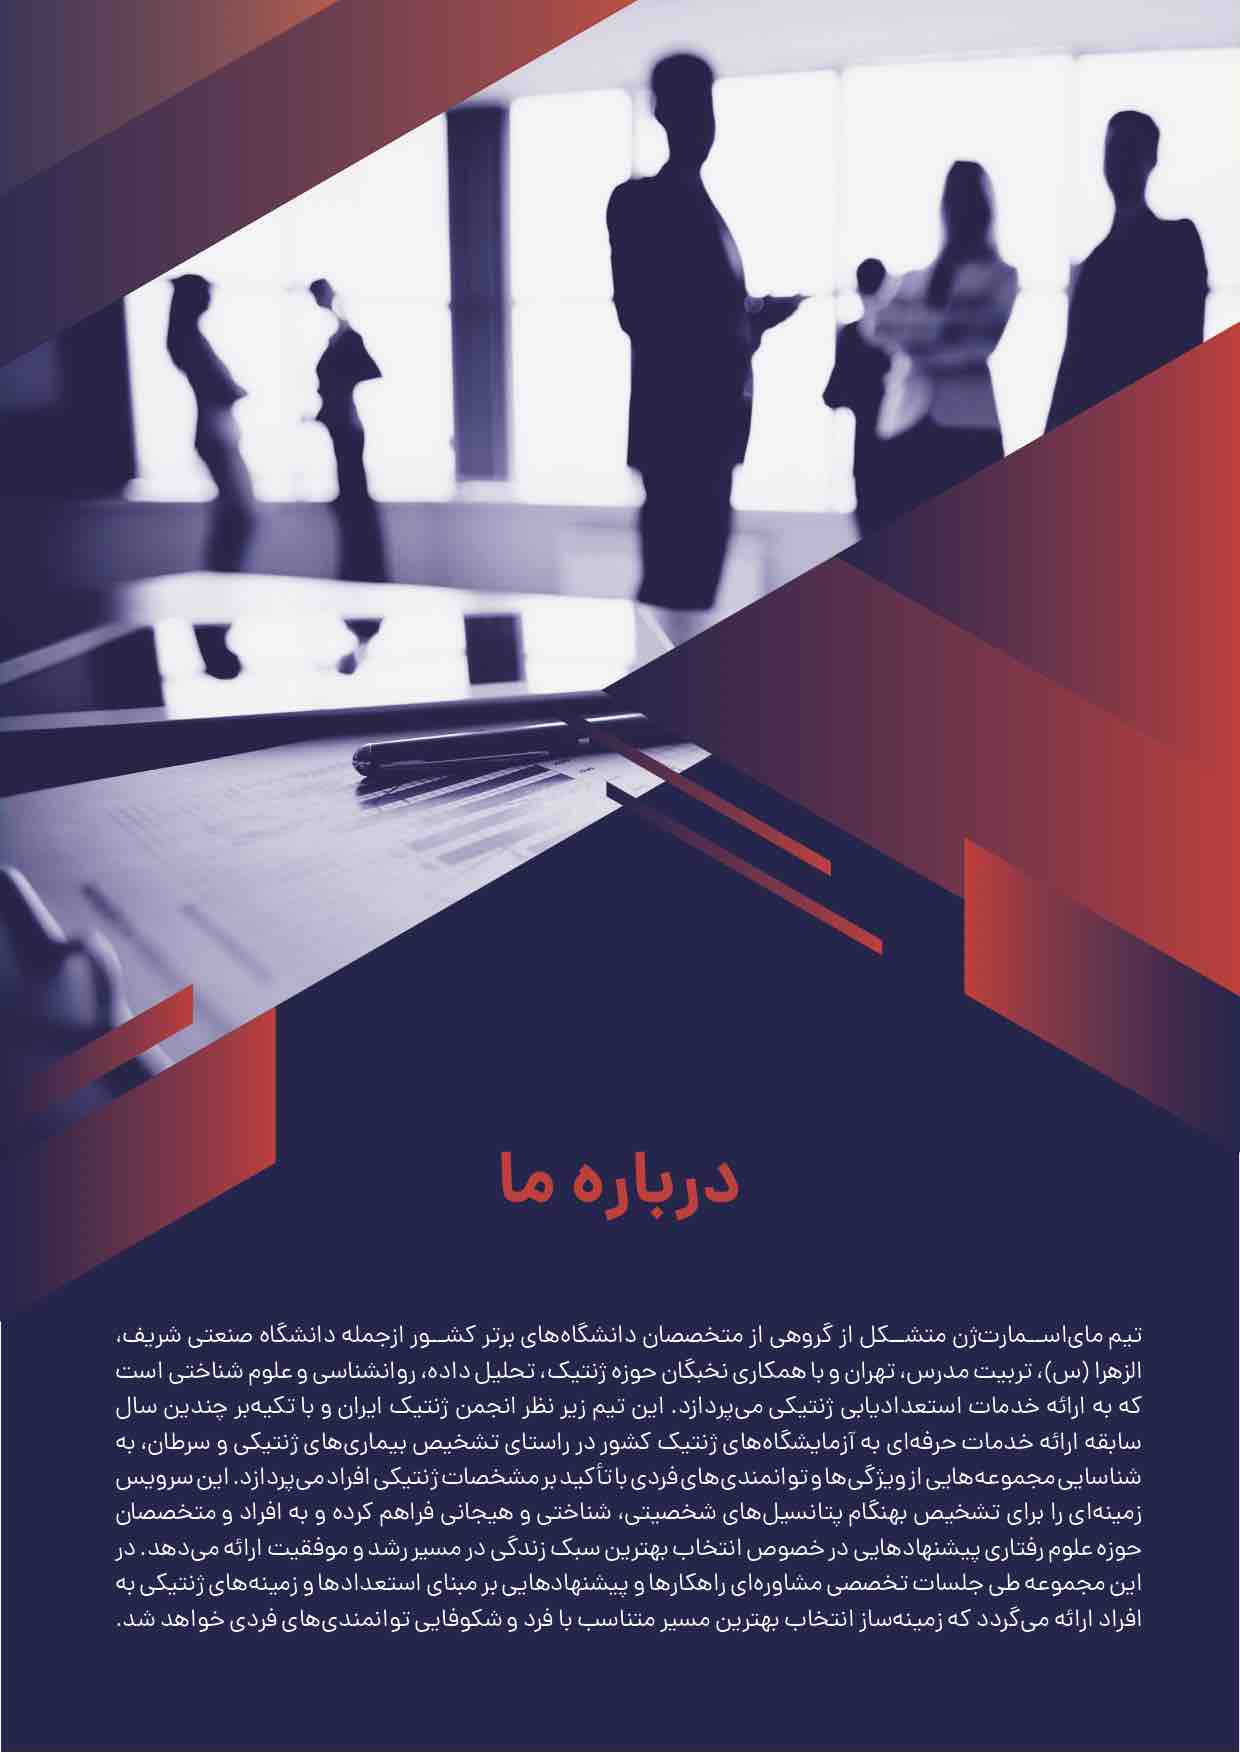 درباره ما
تیم مای‌اسـمارت‌ژن متشـکل از گروهی از متخصصان دانشگاه‌های برتر کشـور ازجمله دانشگاه صنعتی شریف،
الزهرا (س)، تربیت مدرس، تهران و با همکاری نخبگان حوزه ژنتیک، تحلیل داده، روانشناسی و علوم شناختی است
که به ارائه خدمات استعدادیابی ژنتیکی می‌پردازد. این تیم زیر نظر انجمن ژنتیک ایران و با تکیه‌بر چندین سال
سابقه ارائه خدمات حرفه‌ای به آزمایشگاه‌های ژنتیک کشور در راستای تشخیص بیماری‌های ژنتیکی و سرطان، به
شناسایی مجموعه‌هایی از ویژگی‌ها و توانمندی‌های فردی با تأکید بر مشخصات ژنتیکی افراد می‌پردازد. این سرویس
زمینه‌ای را برای تشخیص بهنگام پتانسیل‌های شخصیتی، شناختی و هیجانی فراهم کرده و به افراد و متخصصان
حوزه علوم رفتاری پیشنهادهایی در خصوص انتخاب بهترین سبک زندگی در مسیر رشد و موفقیت ارائه می‌دهد. در
این مجموعه طی جلسات تخصصی مشاوره‌ای راهکارها و پیشنهادهایی بر مبنای استعدادها و زمینه‌های ژنتیکی به
افراد ارائه می‌گردد که زمینه‌ساز انتخاب بهترین مسیر متناسب با فرد و شکوفایی توانمندی‌های فردی خواهد شد.